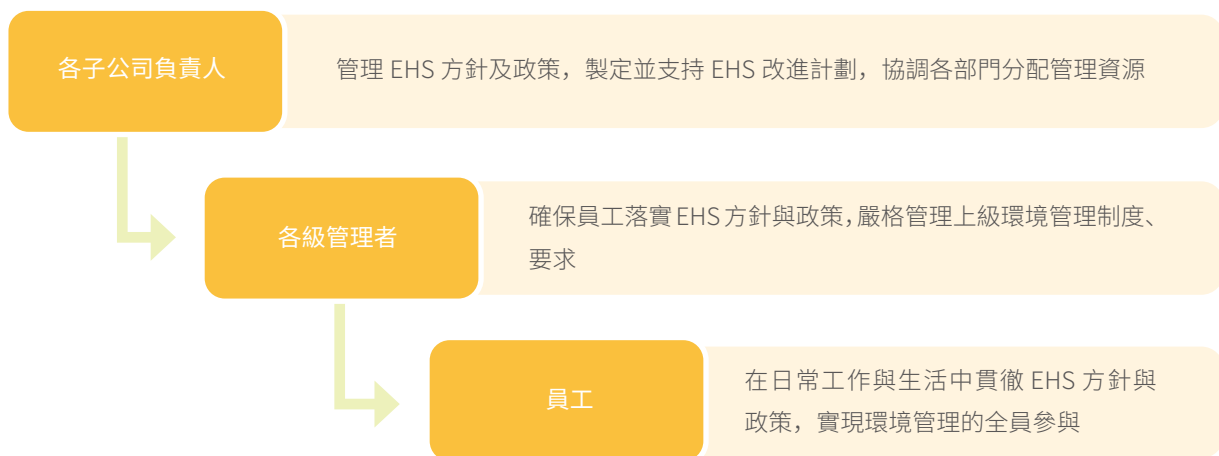 各子公司負責人
管理 EHS 方針及政策，製定並支持 EHS 改進計劃，協調各部門分配管理資源
各級管理者
確保員工落實 EHS 方針與政策，嚴格管理上級環境管理制度、
要求
員工
在日常工作與生活中貫徹 EHS 方針與
政策，實現環境管理的全員參與